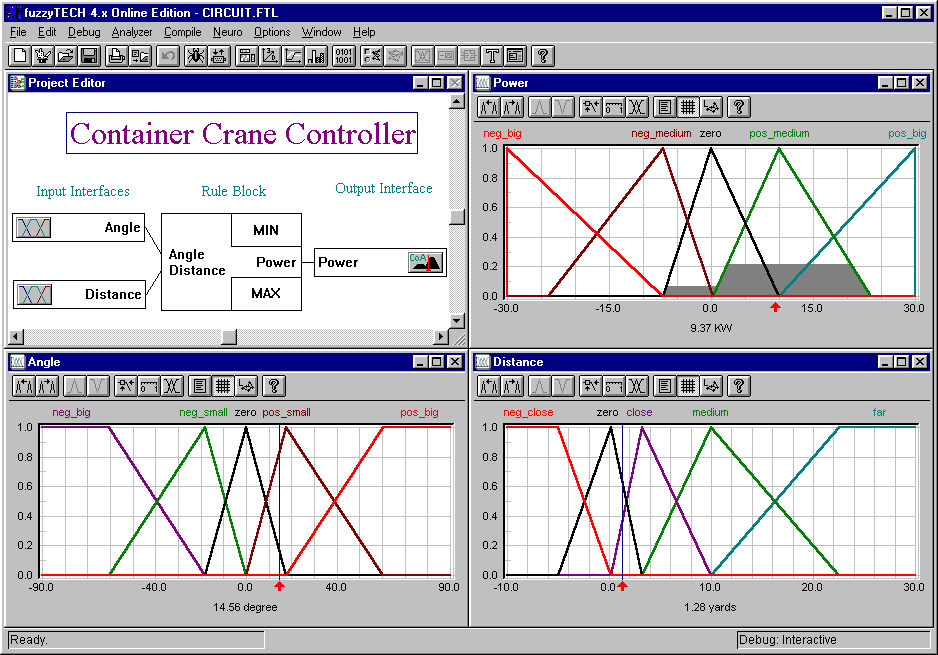 fuzzyTECH 4.x Online Edition - CIRCUIT.FTL
File Edit Debug Analyzer Compile Neuro Options Window Help
0101
1001
T ?
Project Editor
Container Crane Controller
Input Interfaces Rule Block Output Interface
Angle
MIN
Angle
Distance
Power
Power
CoA
Distance
MAX
Power
?
neg_big neg_medium zero pos_medium pos_big
1.0
0.8
0.6
0.4
0.2
0.0
-30.0 -15.0 0.0 15.0 30.0
9.37 KW
Angle
?
neg_big neg_small zero pos_small pos_big
1.0
0.8
0.6
0.4
0.2
0.0
-90.0 -40.0 0.0 40.0 90.0
14.56 degree
Distance
?
neg_close zero close medium far
1.0
0.8
0.6
0.4
0.2
0.0
-10.0 0.0 10.0 20.0 30.0
1.28 yards
Ready.
Debug: Interactive